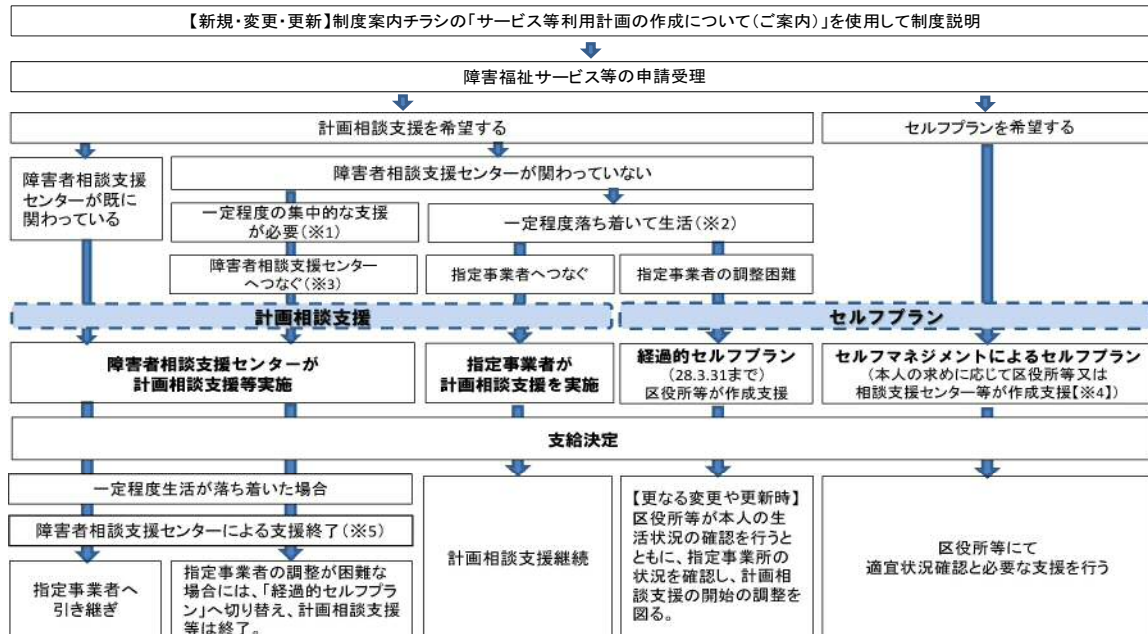 【新規・変更・更新】制度案内チラシの「サービス等利用計画の作成について(ご案内)」を使用して制度説明
障害福祉サービス等の申請受理
計画相談支援を希望する
セルフプランを希望する
障害者相談支援
センターが既に
関わっている
障害者相談支援センターが関わっていない
一定程度の集中的な支援
が必要(※1)
一定程度落ち着いて生活(※2)
障害者相談支援センター
へつなぐ(※3)
指定事業者へつなぐ
指定事業者の調整困難
計画相談支援
セルフプラン
障害者相談支援センターが
計画相談支援等実施
指定事業者が
計画相談支援を実施
経過的セルフプラン
(28.3.31まで)
区役所等が作成支援
セルフマネジメントによるセルフプラン
(本人の求めに応じて区役所等又は
相談支援センター等が作成支援【※4】)
支給決定
一定程度生活が落ち着いた場合
障害者相談支援センターによる支援終了(※5)
指定事業者へ
引き継ぎ
指定事業者の調整が困難な
場合には、「経過的セルフプラ
ン」へ切り替え、計画相談支援
等は終了。
計画相談支援継続
【更なる変更や更新時】
区役所等が本人の生
活状況の確認を行うと
ともに、指定事業所の
状況を確認し、計画相
談支援の開始の調整を
図る。
区役所等にて
適宜状況確認と必要な支援を行う